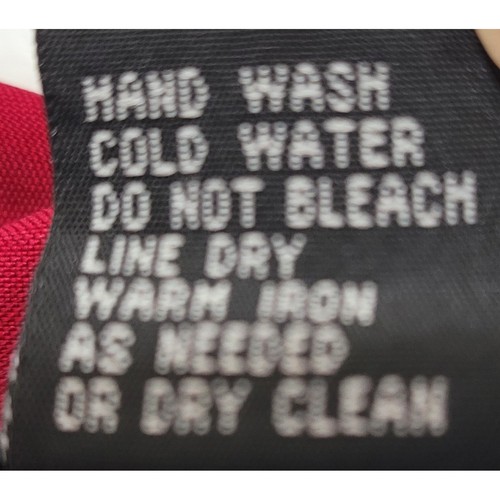 HAND WASH
COLD WATER
DO NOT BLEACH
LINE DRY
WARM IRON
AS NEEDED
OR DRY CLEAN